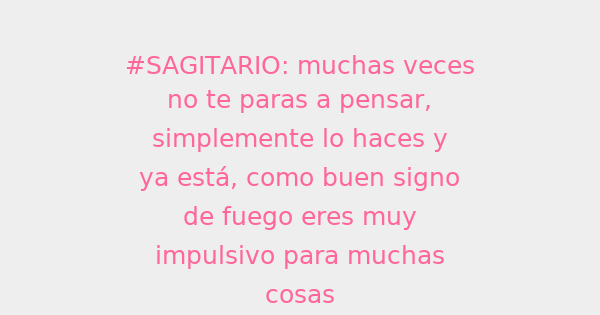 #SAGITARIO: muchas veces
no te paras a pensar,
simplemente lo haces y
ya está, como buen signo
de fuego eres muy
impulsivo para muchas
cosas